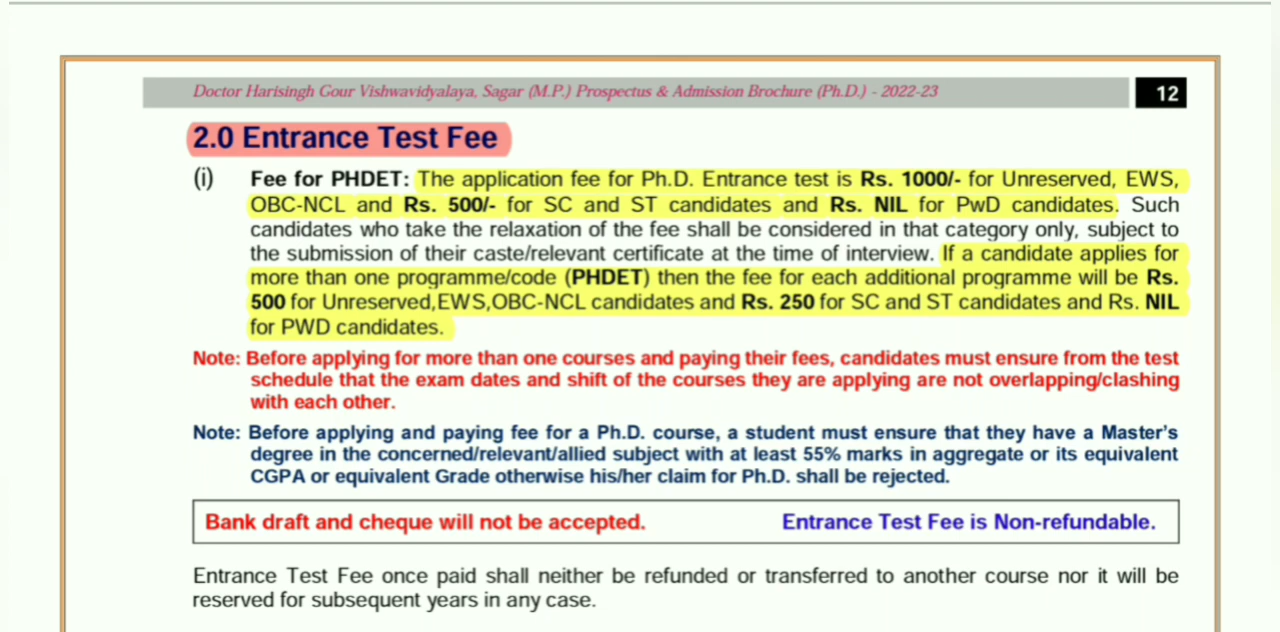 Doctor Harisingh Gour Vishwavidyalaya, Sagar (M.P.) Prospectus & Admission Brochure (Ph.D.) - 2022-23
12
2.0 Entrance Test Fee
(i) Fee for PHDET: The application fee for Ph.D. Entrance test is Rs. 1000/- for Unreserved, EWS,
OBC-NCL and Rs. 500/- for SC and ST candidates and Rs. NIL for PwD candidates. Such
candidates who take the relaxation of the fee shall be considered in that category only, subject to
the submission of their caste/relevant certificate at the time of interview. If a candidate applies for
more than one programme/code (PHDET) then the fee for each additional programme will be Rs.
500 for Unreserved,EWS,OBC-NCL candidates and Rs. 250 for SC and ST candidates and Rs. NIL
for PWD candidates.
Note: Before applying for more than one courses and paying their fees, candidates must ensure from the test
schedule that the exam dates and shift of the courses they are applying are not overlapping/clashing
with each other.
Note: Before applying and paying fee for a Ph.D. course, a student must ensure that they have a Master's
degree in the concerned/relevant/allied subject with at least 55% marks in aggregate or its equivalent
CGPA or equivalent Grade otherwise his/her claim for Ph.D. shall be rejected.
Bank draft and cheque will not be accepted. Entrance Test Fee is Non-refundable.
Entrance Test Fee once paid shall neither be refunded or transferred to another course nor it will be
reserved for subsequent years in any case.